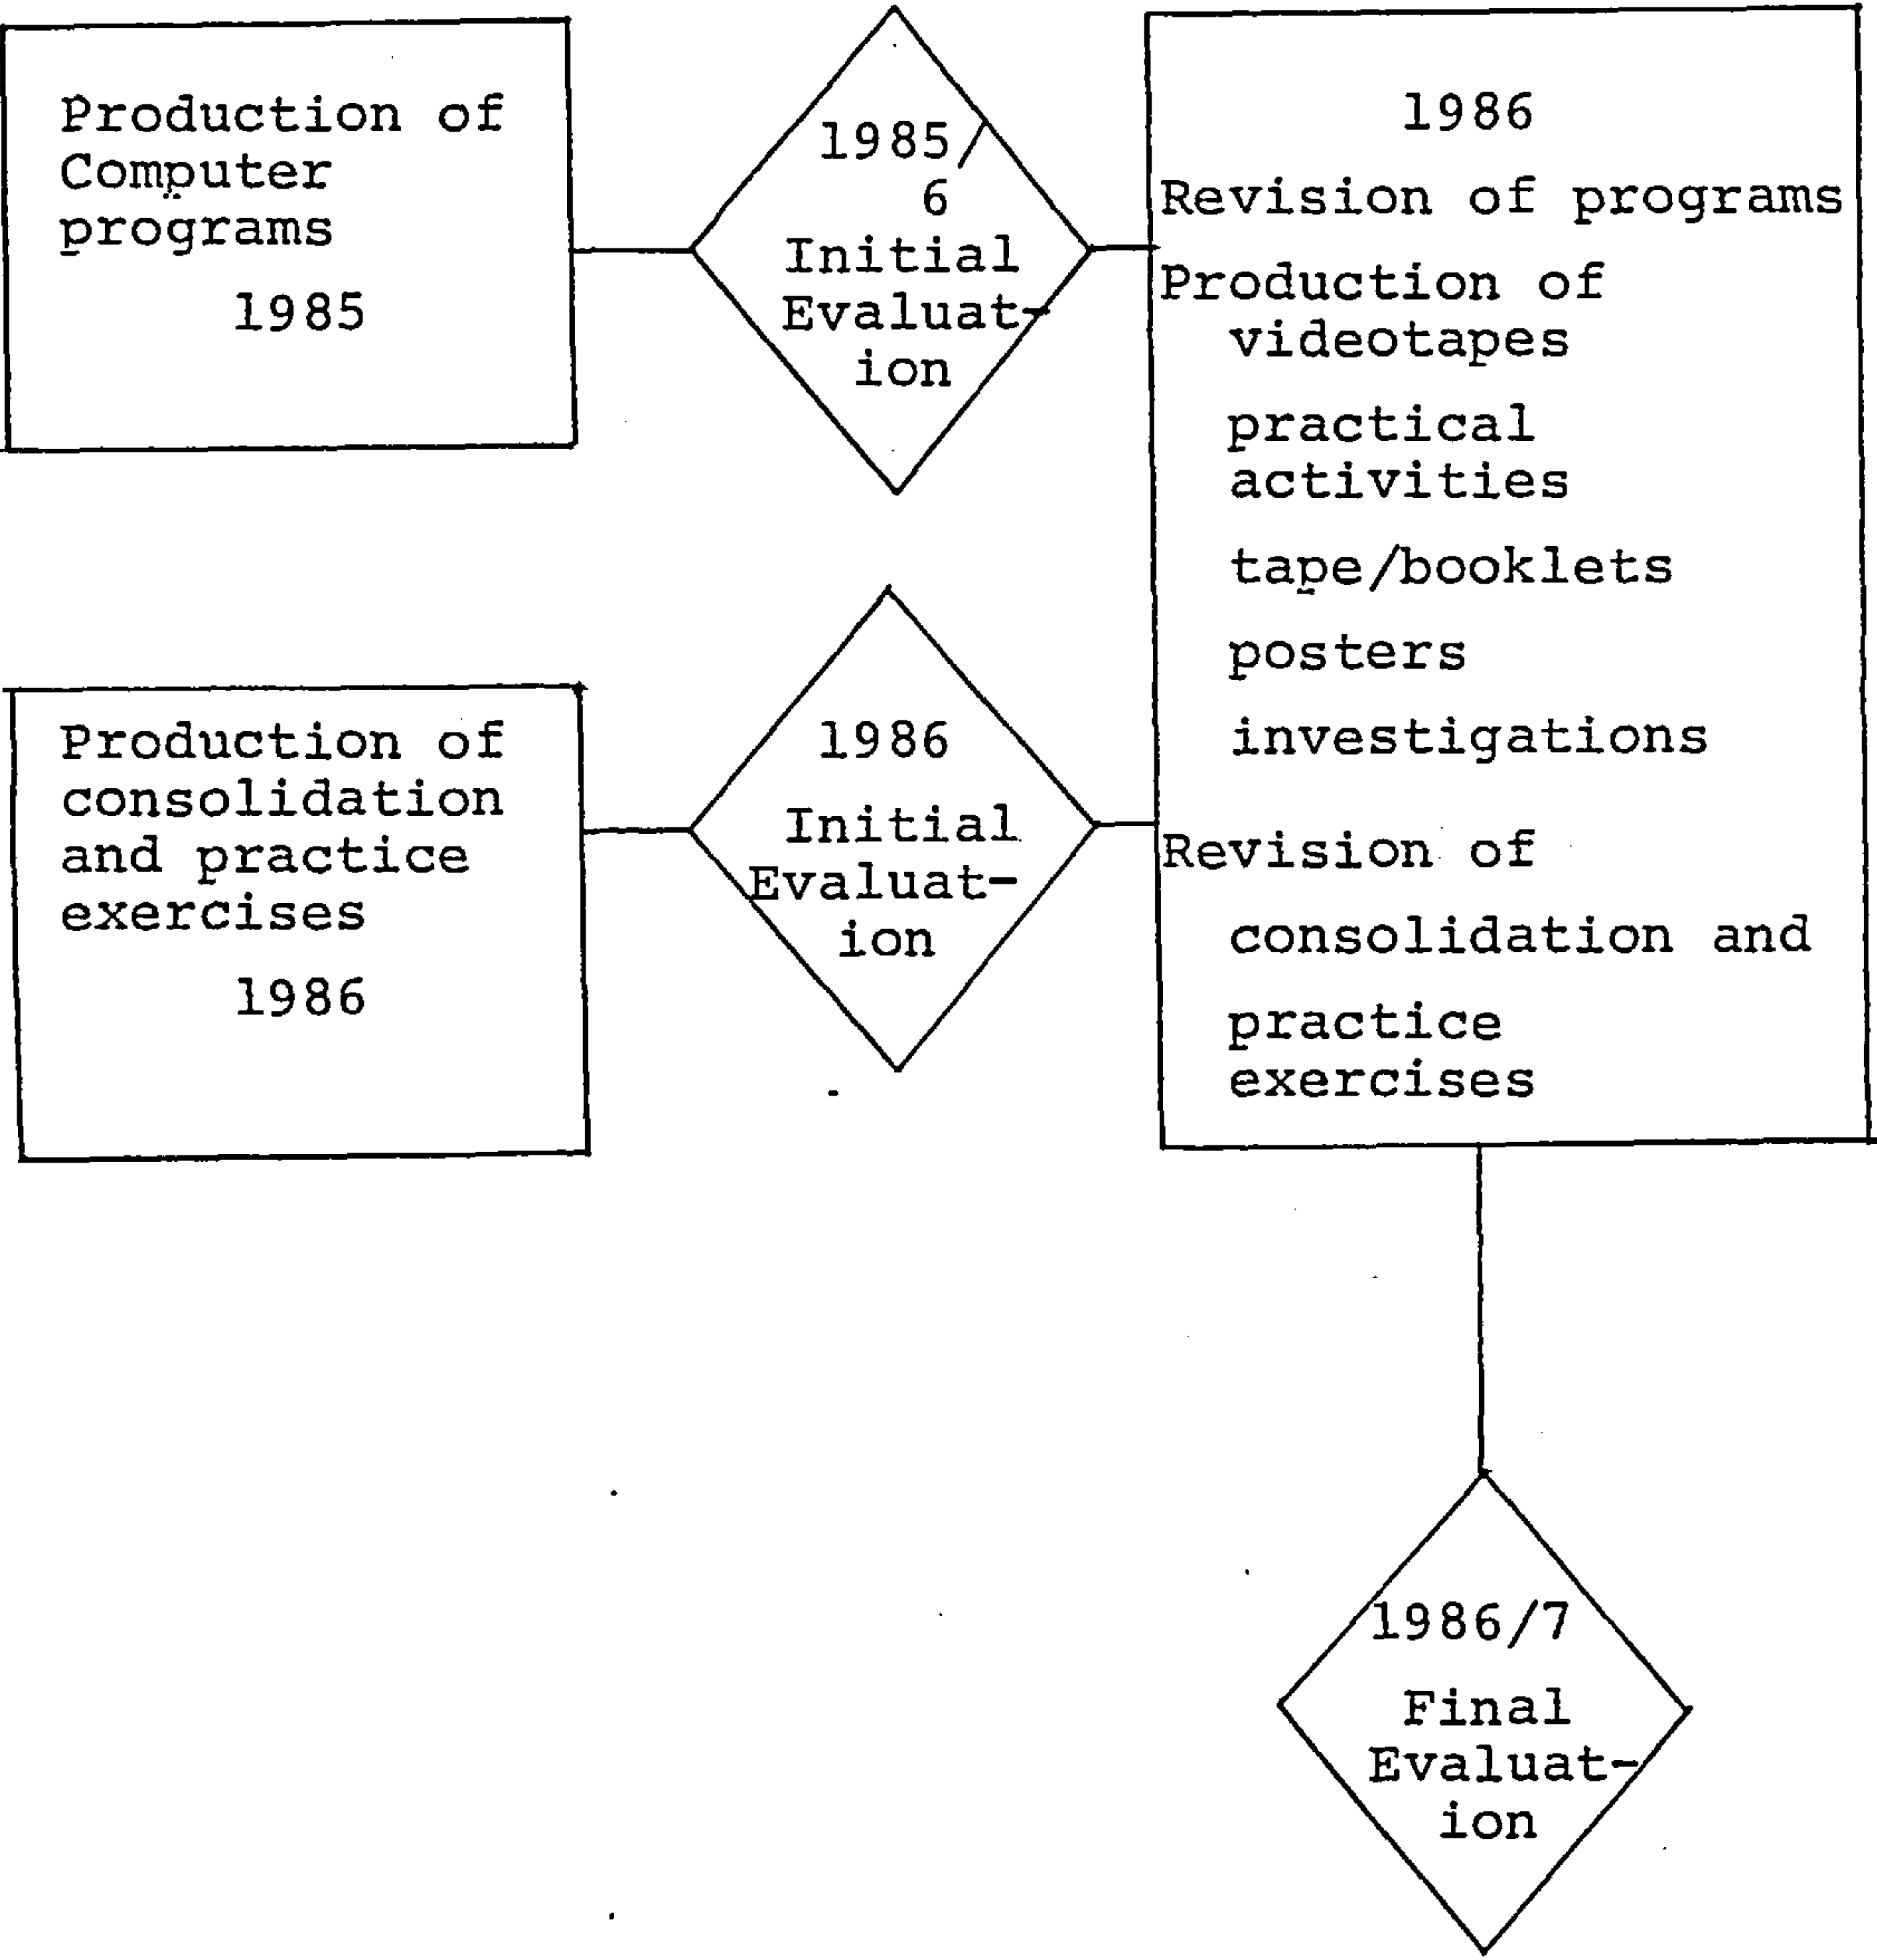 Production of
Computer
programs
1985
1985/
6
Initial
Evaluat-
ion
1986
Revision of programs
Production of
videotapes
practical
activities
tape/booklets
posters
investigations
Revision of
consolidation and
practice
exercises
Production of
consolidation
and practice
exercises
1986
1986
Initial
Evaluat-
ion
1986/7
Final
Evaluat-
ion